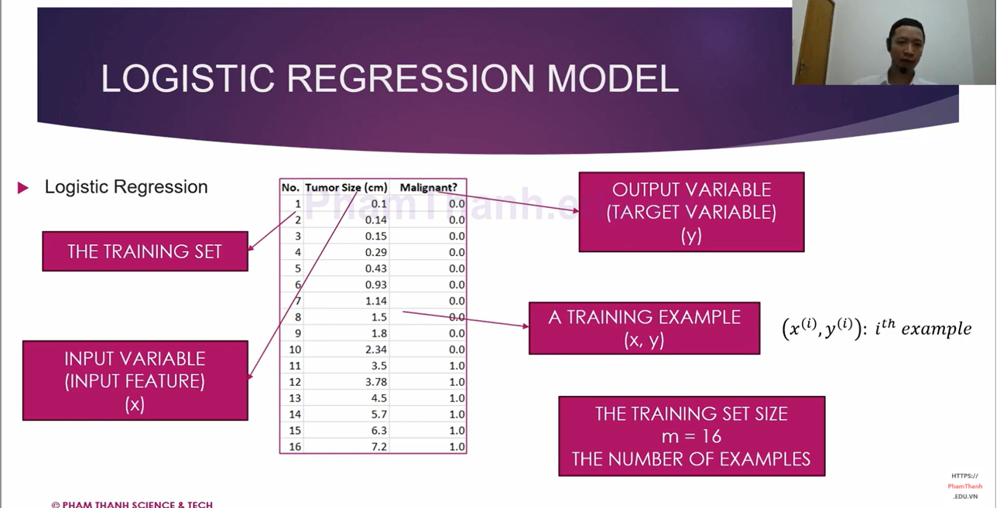 LOGISTIC REGRESSION MODEL
Logistic Regression
THE TRAINING SET
INPUT VARIABLE
(INPUT FEATURE)
(x)
No. Tumor Size (cm) Malignant?
1 0.1 0.0
2 0.14 0.0
3 0.15 0.0
4 0.29 0.0
5 0.43 0.0
6 0.93 0.0
7 1.14 0.0
8 1.5 0.0
9 1.8 0.0
10 2.34 0.0
11 3.5 1.0
12 3.78 1.0
13 4.5 1.0
14 5.7 1.0
15 6.3 1.0
16 7.2 1.0
PhamThanh.ed
OUTPUT VARIABLE
(TARGET VARIABLE)
(y)
A TRAINING EXAMPLE
(x, y)
(x⁽ⁱ⁾, y⁽ⁱ⁾): iᵗʰ example
THE TRAINING SET SIZE
m = 16
THE NUMBER OF EXAMPLES
HTTPS://
PhamThanh
.EDU.VN
© PHAM THANH SCIENCE & TECH